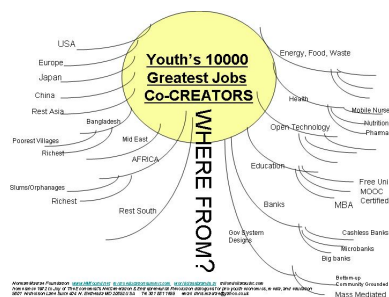 Youth's 10000
Greatest Jobs
Co-CREATORS
WHERE FROM?
USA
Europe
Japan
China
Rest Asia
Bangladesh
Poorest Villages
Richest
Mid East
AFRICA
Slums/Orphanages
Richest
Rest South
Energy, Food, Waste
Health
Mobile Nurse
Nutrition
Pharma
Open Technology
Education
Free Uni
MOOC
Certified
MBA
Banks
Cashless Banks
Microbanks
Big banks
Gov System
Designs
Bottom-up
Community Grounded
Mass Mediated